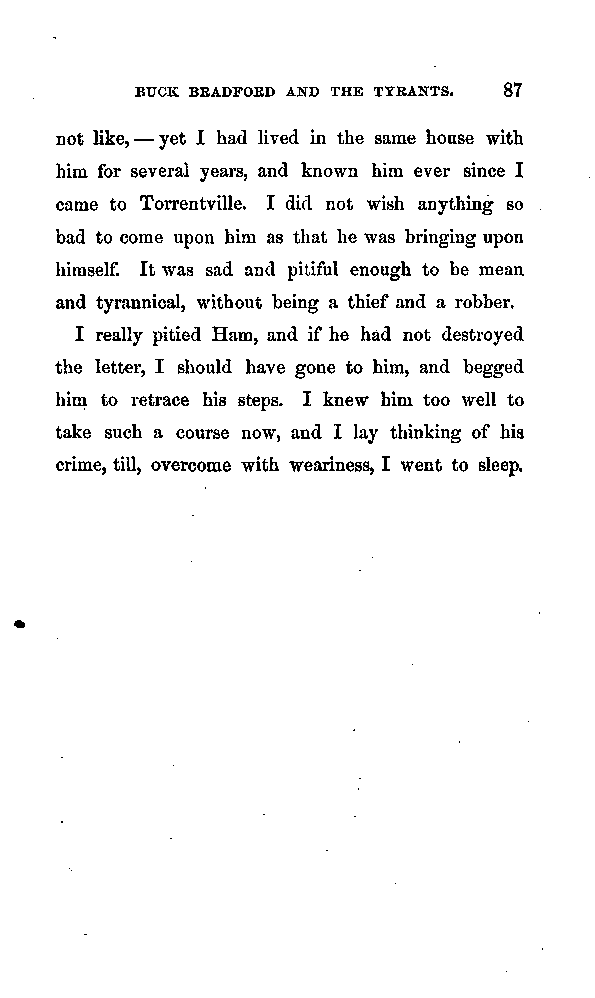 BUCK BRADFORD AND THE TYRANTS. 87
not like, — yet I had lived in the same house with
him for several years, and known him ever since I
came to Torrentville. I did not wish anything so
bad to come upon him as that he was bringing upon
himself. It was sad and pitiful enough to be mean
and tyrannical, without being a thief and a robber.
I really pitied Ham, and if he had not destroyed
the letter, I should have gone to him, and begged
him to retrace his steps. I knew him too well to
take such a course now, and I lay thinking of his
crime, till, overcome with weariness, I went to sleep.